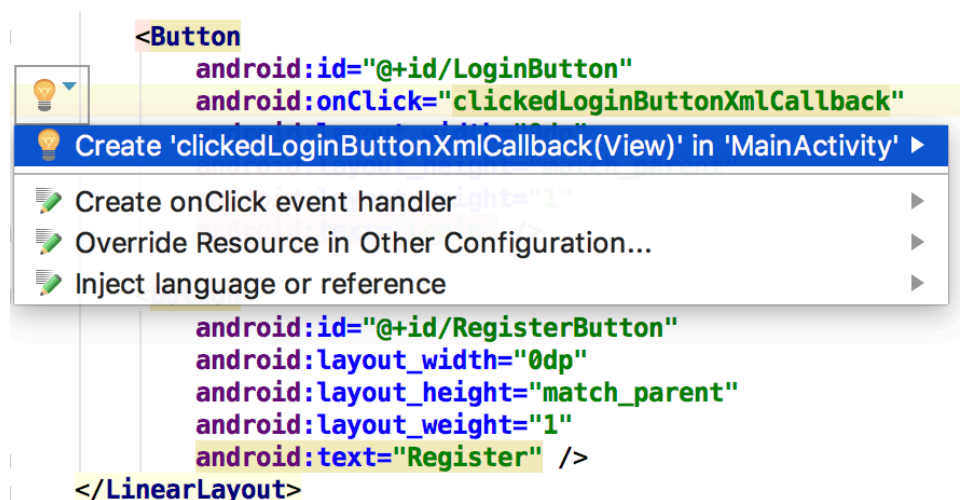 <Button
android:id="@+id/LoginButton"
android:onClick="clickedLoginButtonXmlCallback"
Create 'clickedLoginButtonXmlCallback(View)' in 'MainActivity'
Create onClick event handler
Override Resource in Other Configuration...
Inject language or reference
android:id="@+id/RegisterButton"
android:layout_width="0dp"
android:layout_height="match_parent"
android:layout_weight="1"
android:text="Register" />
</LinearLayout>